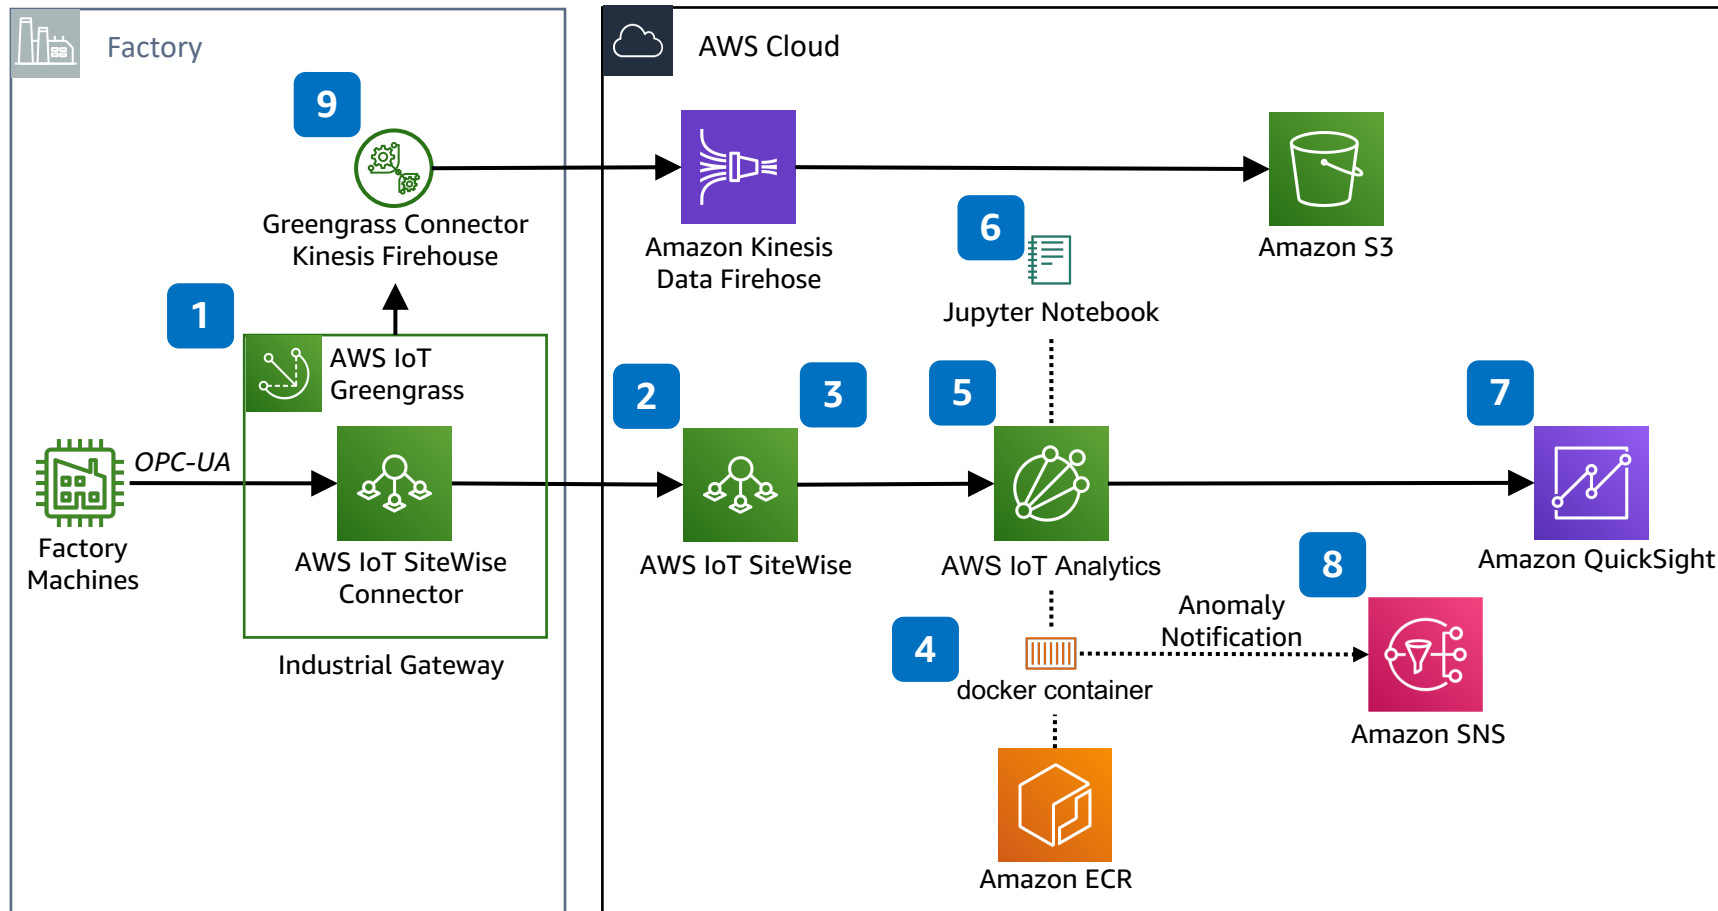 Factory
AWS Cloud
9
Greengrass Connector
Kinesis Firehouse
Amazon Kinesis
Data Firehose
6
Jupyter Notebook
Amazon S3
1
AWS IoT
Greengrass
2
3
5
7
OPC-UA
Factory
Machines
AWS IoT SiteWise
Connector
Industrial Gateway
AWS IoT SiteWise
AWS IoT Analytics
Amazon QuickSight
8
Anomaly
Notification
4
docker container
Amazon SNS
Amazon ECR